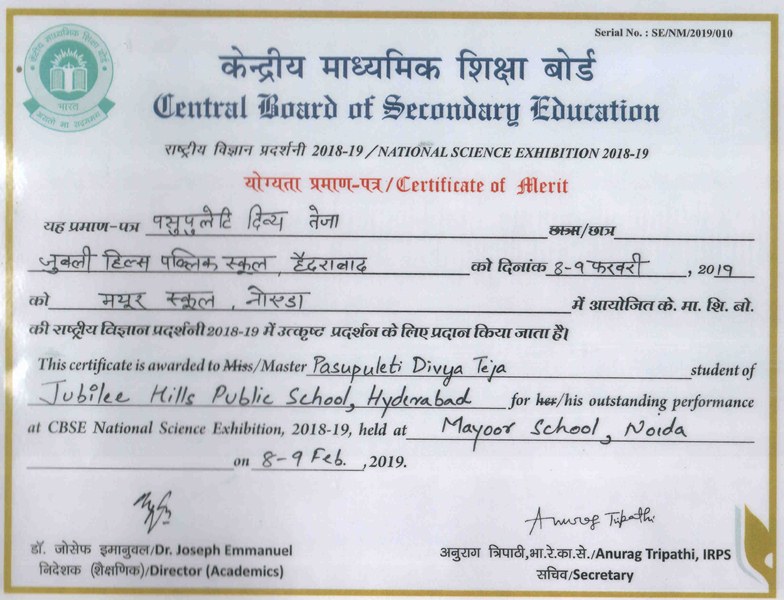 Serial No. : SE/NM/2019/010
केन्द्रीय माध्यमिक शिक्षा बोर्ड
Central Board of Secondary Education
भारत
राष्ट्रीय विज्ञान प्रदर्शनी 2018-19 / NATIONAL SCIENCE EXHIBITION 2018-19
योग्यता प्रमाण-पत्र / Certificate of Merit
यह प्रमाण-पत्र पसुपुलेटि दिव्य तेजा छात्रा/छात्र
जुबली हिल्स पब्लिक स्कूल, हैदराबाद को दिनांक 8-9 फरवरी, 2019
को मयूर स्कूल, नोएडा में आयोजित के. मा. शि. बो.
की राष्ट्रीय विज्ञान प्रदर्शनी 2018-19 में उत्कृष्ट प्रदर्शन के लिए प्रदान किया जाता है।
This certificate is awarded to Miss/Master Pasupuleti Divya Teja student of
Jubilee Hills Public School, Hyderabad for her/his outstanding performance
at CBSE National Science Exhibition, 2018-19, held at Mayoor School, Noida
on 8-9 Feb. , 2019.
Anurag Tripathi
डॉ. जोसेफ इमानुवल/Dr. Joseph Emmanuel
निदेशक (शैक्षणिक)/Director (Academics)
अनुराग त्रिपाठी,भा.रे.का.से./Anurag Tripathi, IRPS
सचिव/Secretary